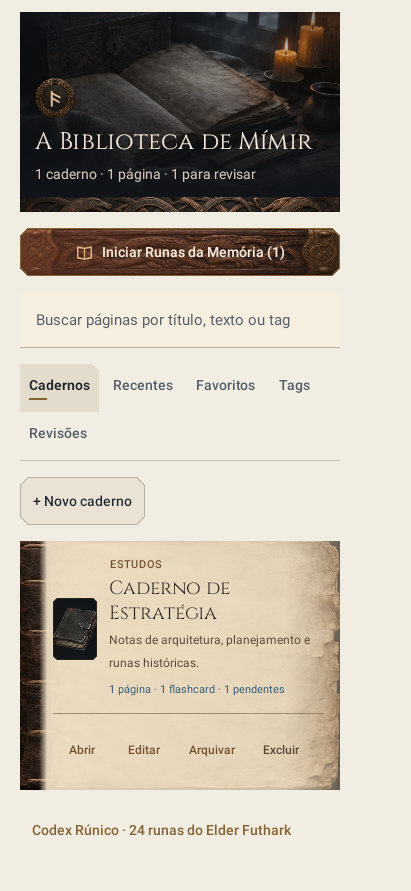 A Biblioteca de Mímir
1 caderno · 1 página · 1 para revisar
Iniciar Runas da Memória (1)
Buscar páginas por título, texto ou tag
Cadernos Recentes Favoritos Tags
Revisões
+ Novo caderno
ESTUDOS
Caderno de
Estratégia
Notas de arquitetura, planejamento e
runas históricas.
1 página · 1 flashcard · 1 pendentes
Abrir Editar Arquivar Excluir
Codex Rúnico · 24 runas do Elder Futhark